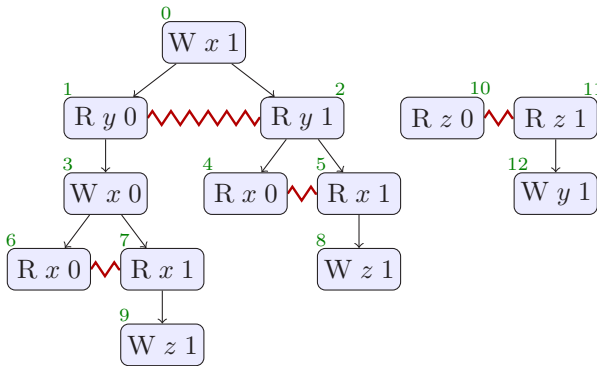 0
W x 1
1 2 10 11
R y 0 R y 1 R z 0 R z 1
3 4 5 12
W x 0 R x 0 R x 1 W y 1
6 7 8
R x 0 R x 1 W z 1
9
W z 1